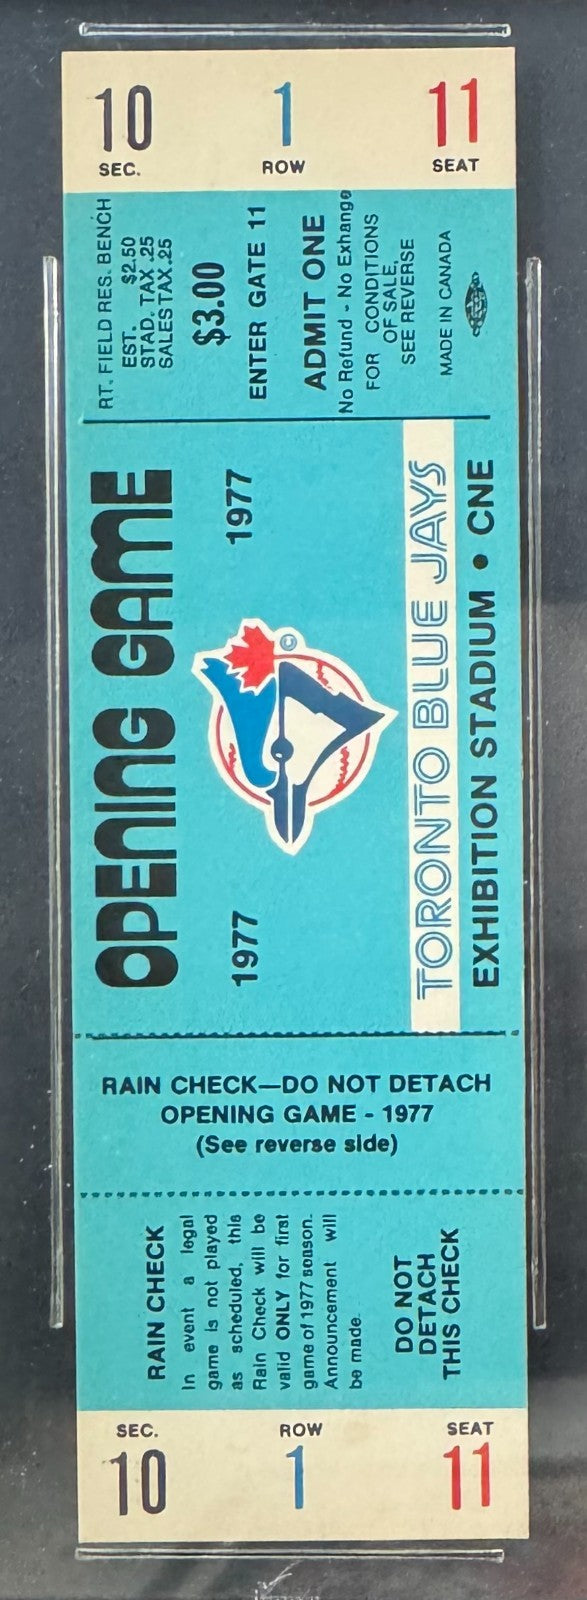 10 1 11
SEC. ROW SEAT
RT. FIELD RES. BENCH
EST. $2.50
STAD. TAX .25
SALES TAX .25
$3.00
ENTER GATE 11
ADMIT ONE
No Refund - No Exhange
FOR CONDITIONS
OF SALE,
SEE REVERSE
MADE IN CANADA
OPENING GAME
1977 1977
©
TORONTO BLUE JAYS
EXHIBITION STADIUM • CNE
RAIN CHECK—DO NOT DETACH
OPENING GAME - 1977
(See reverse side)
RAIN CHECK
In event a legal
game is not played
as scheduled, this
Rain Check will be
valid ONLY for first
game of 1977 season.
Announcement will
be made.
DO NOT
DETACH
THIS CHECK
SEC. ROW SEAT
10 1 11